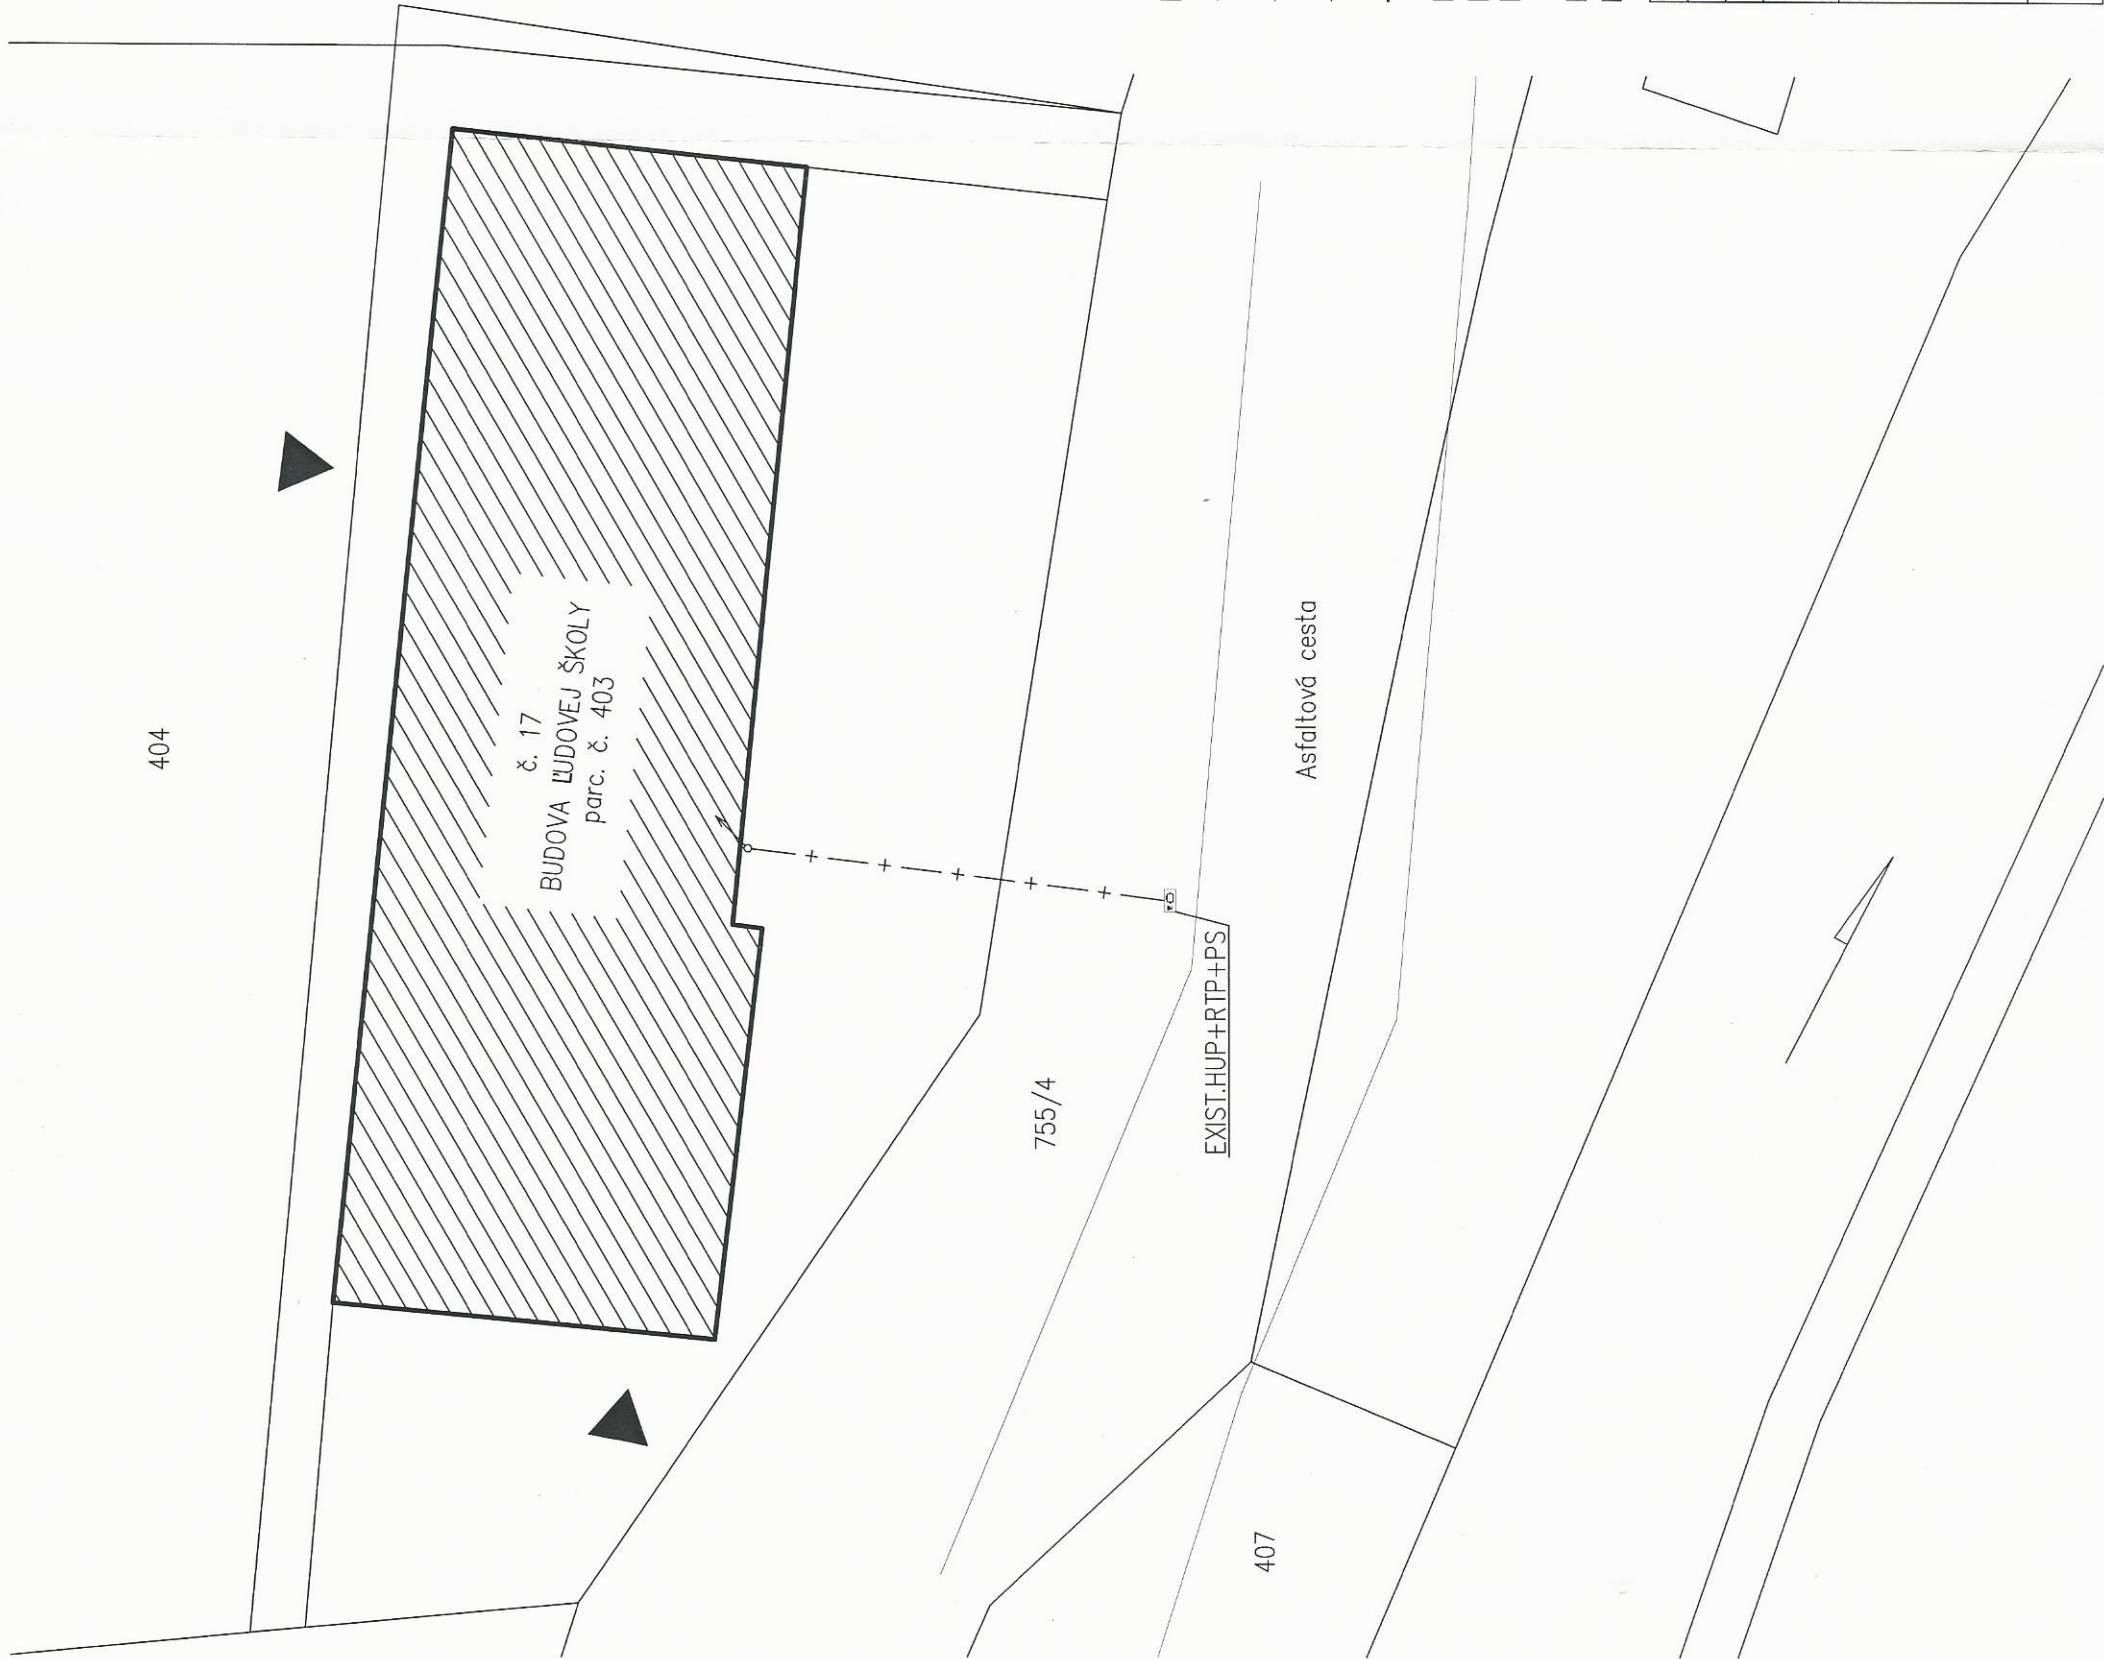 404
č. 17
BUDOVA ĽUDOVEJ ŠKOLY
parc. č. 403
755/4
EXIST.HUP+RTP+PS
Asfaltová cesta
407